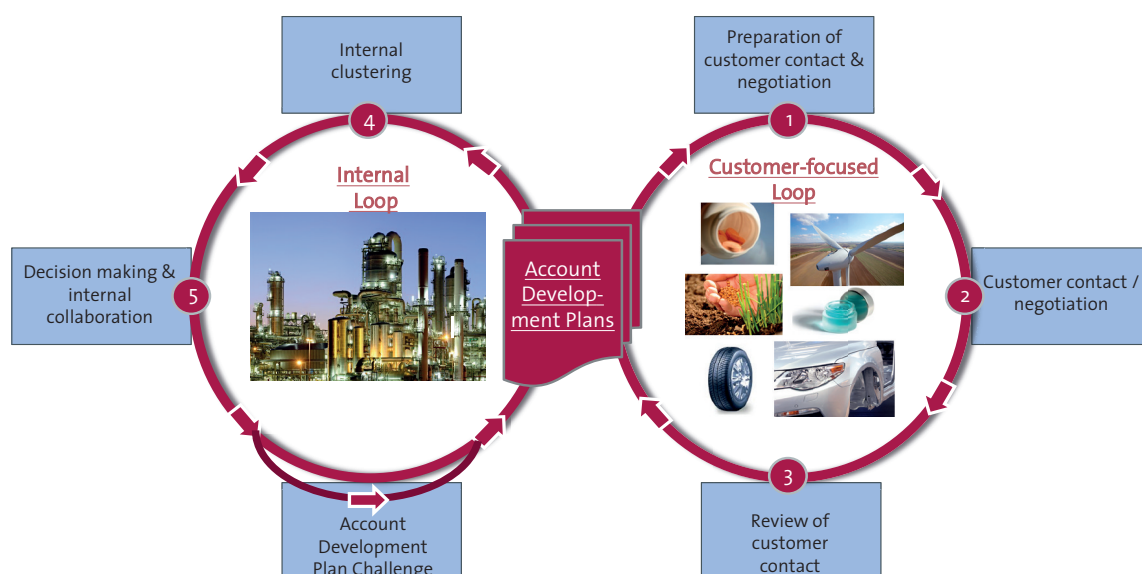 Internal
clustering
4
Preparation of
customer contact &
negotiation
1
Internal
Loop
Customer-focused
Loop
Decision making &
internal
collaboration
5
Account
Develop-
ment Plans
2
Customer contact /
negotiation
3
Account
Development
Plan Challenge
Review of
customer
contact